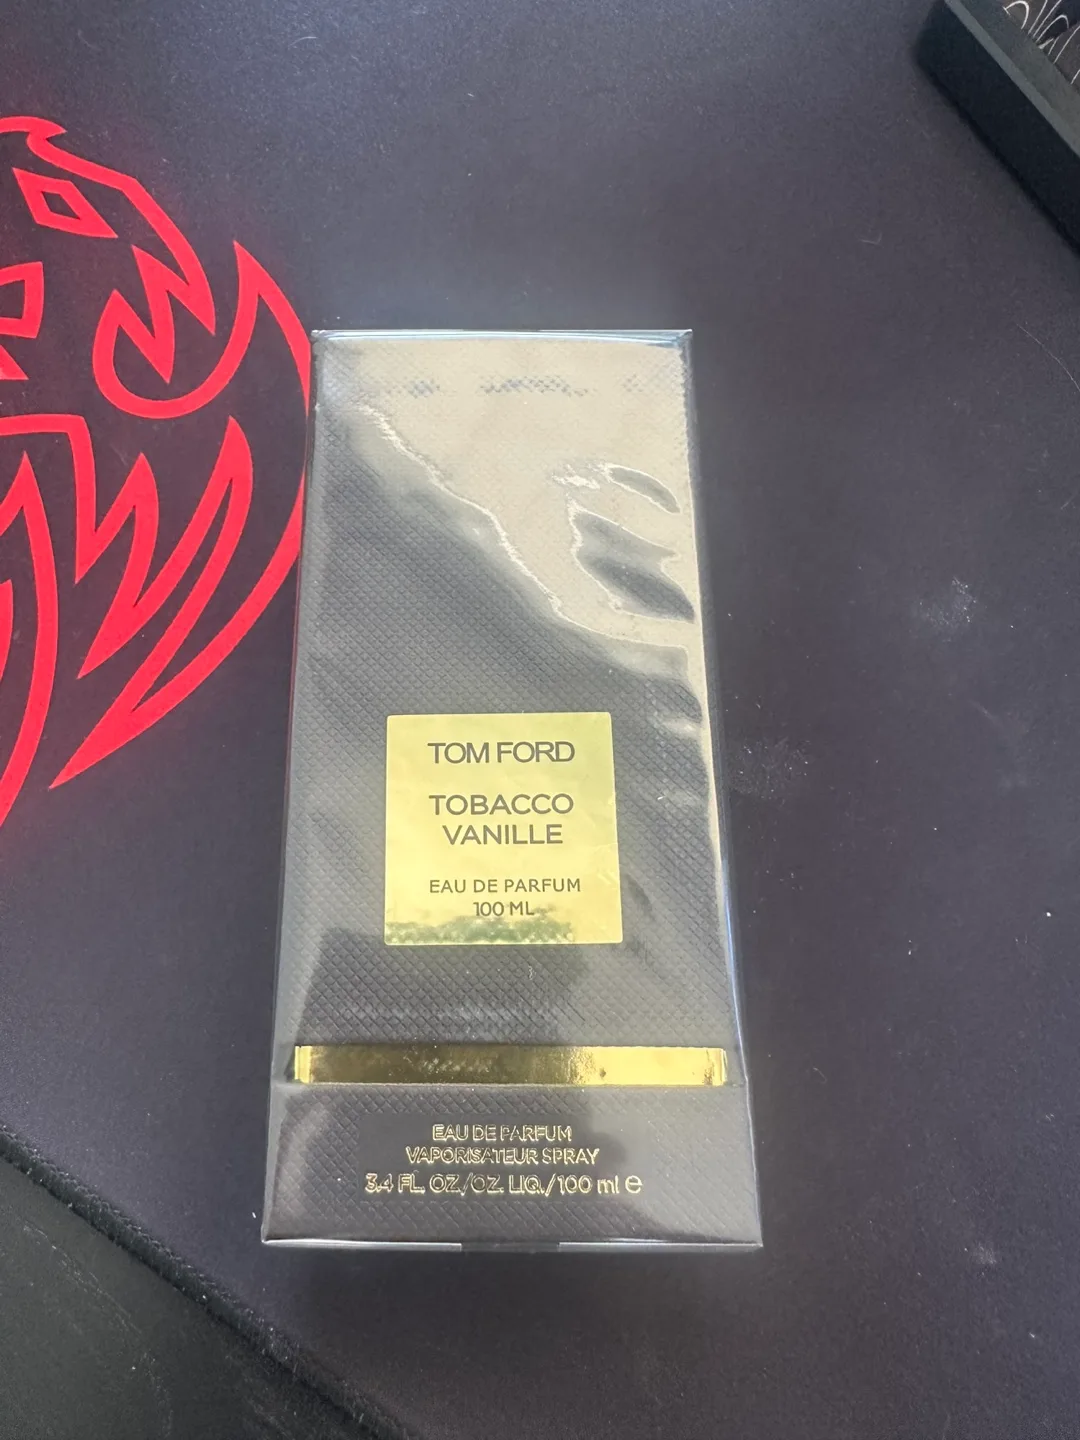 TOM FORD
TOBACCO
VANILLE
EAU DE PARFUM
100 ML
EAU DE PARFUM
VAPORISATEUR SPRAY
3.4 FL. OZ./OZ. LIQ./100 ml ℮